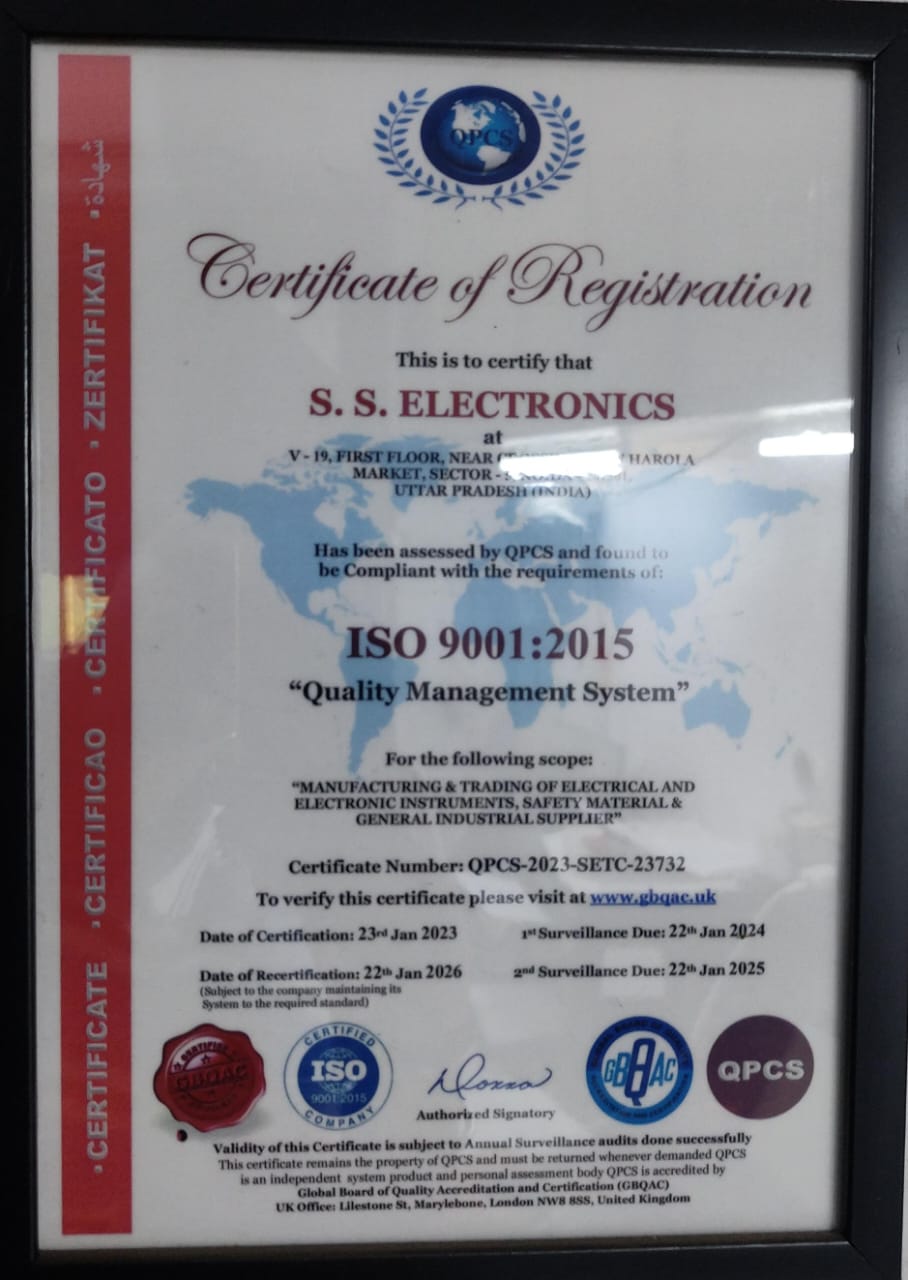 QPCS
Certificate of Registration
This is to certify that
S. S. ELECTRONICS
at
V - 19, FIRST FLOOR, NEAR HAROLA
MARKET, SECTOR -
UTTAR PRADESH (INDIA)
Has been assessed by QPCS and found to
be Compliant with the requirements of:
ISO 9001:2015
“Quality Management System”
For the following scope:
“MANUFACTURING & TRADING OF ELECTRICAL AND
ELECTRONIC INSTRUMENTS, SAFETY MATERIAL &
GENERAL INDUSTRIAL SUPPLIER”
Certificate Number: QPCS-2023-SETC-23732
To verify this certificate please visit at www.gbqac.uk
Date of Certification: 23rd Jan 2023
1st Surveillance Due: 22th Jan 2024
Date of Recertification: 22th Jan 2026
2nd Surveillance Due: 22th Jan 2025
(Subject to the company maintaining its
System to the required standard)
GBQAC
CERTIFIED
ISO
9001:2015
COMPANY
Authorized Signatory
GBQAC
QPCS
Validity of this Certificate is subject to Annual Surveillance audits done successfully
This certificate remains the property of QPCS and must be returned whenever demanded QPCS
is an independent system product and personal assessment body QPCS is accredited by
Global Board of Quality Accreditation and Certification (GBQAC)
UK Office: Lilestone St, Marylebone, London NW8 8SS, United Kingdom
· CERTIFICATE · CERTIFICAO · CERTIFICATO · ZERTIFIKAT · شهادة